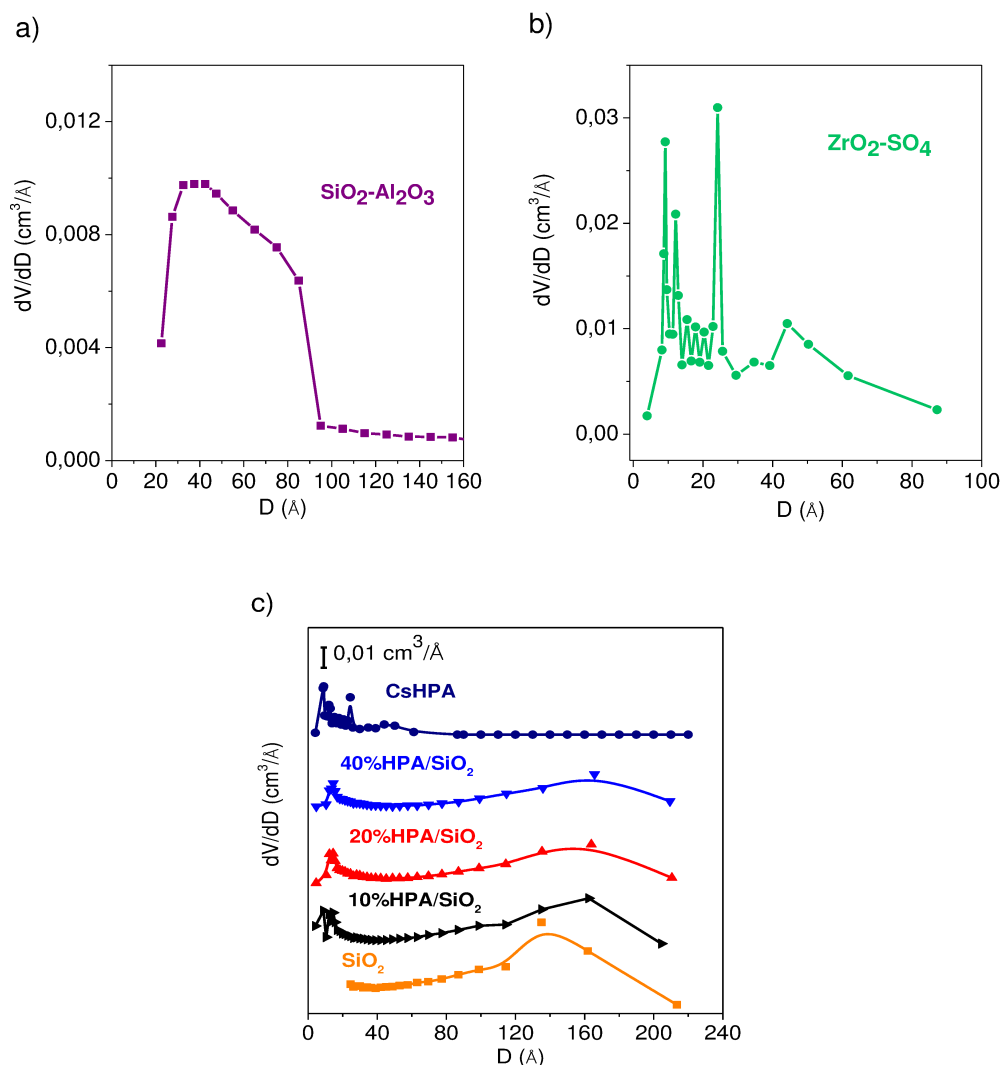 a)
dV/dD (cm³/Å)
0,012
0,008
0,004
0,000
SiO₂-Al₂O₃
0 20 40 60 80 100 120 140 160
D (Å)
b)
dV/dD (cm³/Å)
0,03
0,02
0,01
0,00
ZrO₂-SO₄
0 20 40 60 80 100
D (Å)
c)
dV/dD (cm³/Å)
0,01 cm³/Å
CsHPA
40%HPA/SiO₂
20%HPA/SiO₂
10%HPA/SiO₂
SiO₂
0 40 80 120 160 200 240
D (Å)